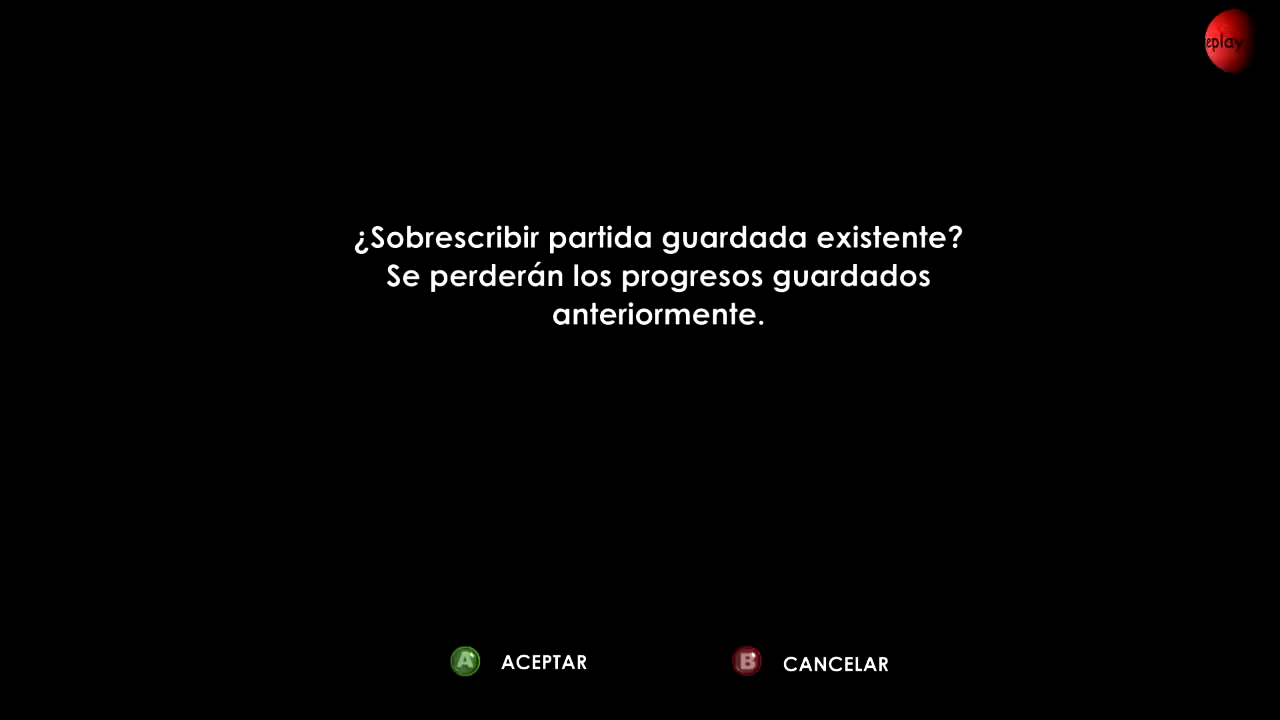 eplay
¿Sobrescribir partida guardada existente?
Se perderán los progresos guardados
anteriormente.
A ACEPTAR
B CANCELAR